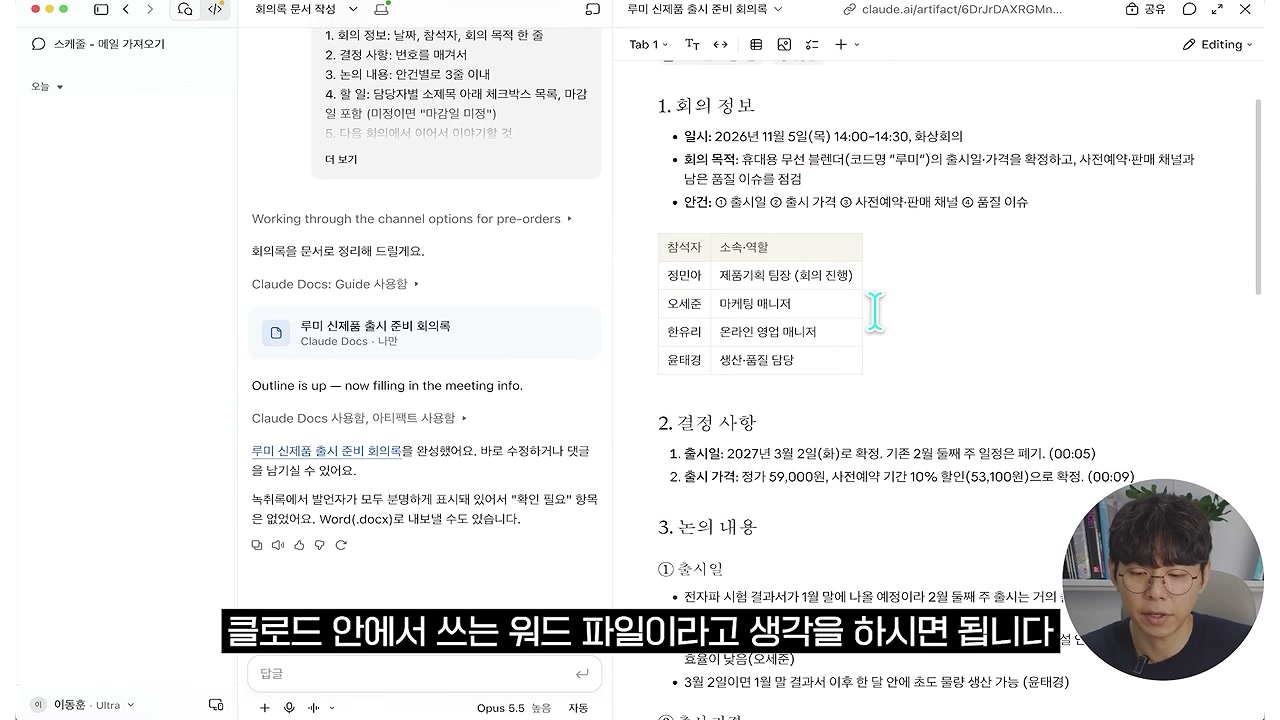 회의록 문서 작성
루미 신제품 출시 준비 회의록
claude.ai/artifact/6DrJrDAXRGMn...
공유
스케줄 - 메일 가져오기
오늘
Tab 1
Editing
1. 회의 정보: 날짜, 참석자, 회의 목적 한 줄
2. 결정 사항: 번호를 매겨서
3. 논의 내용: 안건별로 3줄 이내
4. 할 일: 담당자별 소제목 아래 체크박스 목록, 마감
일 포함 (미정이면 "마감일 미정")
5. 다음 회의에서 이어서 이야기할 것
더 보기
Working through the channel options for pre-orders
회의록을 문서로 정리해 드릴게요.
Claude Docs: Guide 사용함
루미 신제품 출시 준비 회의록
Claude Docs · 나만
Outline is up — now filling in the meeting info.
Claude Docs 사용함, 아티팩트 사용함
루미 신제품 출시 준비 회의록을 완성했어요. 바로 수정하거나 댓글
을 남기실 수 있어요.
녹취록에서 발언자가 모두 분명하게 표시돼 있어서 "확인 필요" 항목
은 없었어요. Word(.docx)로 내보낼 수도 있습니다.
답글
Opus 5.5 높음 자동
이 이동훈 · Ultra
1. 회의 정보
• 일시: 2026년 11월 5일(목) 14:00–14:30, 화상회의
• 회의 목적: 휴대용 무선 블렌더(코드명 "루미")의 출시일·가격을 확정하고, 사전예약·판매 채널과
남은 품질 이슈를 점검
• 안건: ① 출시일 ② 출시 가격 ③ 사전예약·판매 채널 ④ 품질 이슈
참석자 소속·역할
정민아 제품기획 팀장 (회의 진행)
오세준 마케팅 매니저
한유리 온라인 영업 매니저
윤태경 생산·품질 담당
2. 결정 사항
1. 출시일: 2027년 3월 2일(화)로 확정. 기존 2월 둘째 주 일정은 폐기. (00:05)
2. 출시 가격: 정가 59,000원, 사전예약 기간 10% 할인(53,100원)으로 확정. (00:09)
3. 논의 내용
① 출시일
• 전자파 시험 결과서가 1월 말에 나올 예정이라 2월 둘째 주 출시는 거의
효율이 낮음(오세준)
• 3월 2일이면 1월 말 결과서 이후 한 달 안에 초도 물량 생산 가능 (윤태경)
클로드 안에서 쓰는 워드 파일이라고 생각을 하시면 됩니다